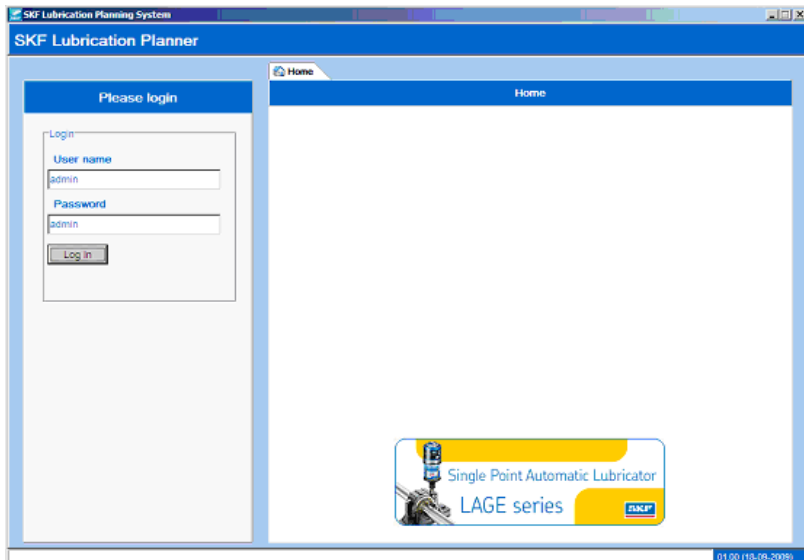 SKF Lubrication Planning System
SKF Lubrication Planner
Home
Please login
Home
Login
User name
admin
Password
admin
Log In
Single Point Automatic Lubricator
LAGE series
SKF
01.00 (18-09-2009)